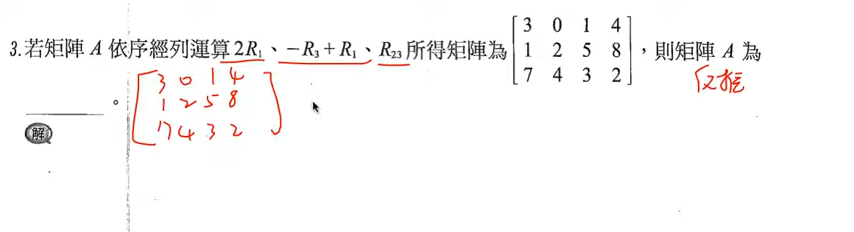 3.若矩陣 A 依序經列運算 2R₁、−R₃+R₁、R₂₃ 所得矩陣為 [3 0 1 4
1 2 5 8
7 4 3 2],則矩陣 A 為
反推
________。[3 0 1 4
1 2 5 8
7 4 3 2]
解